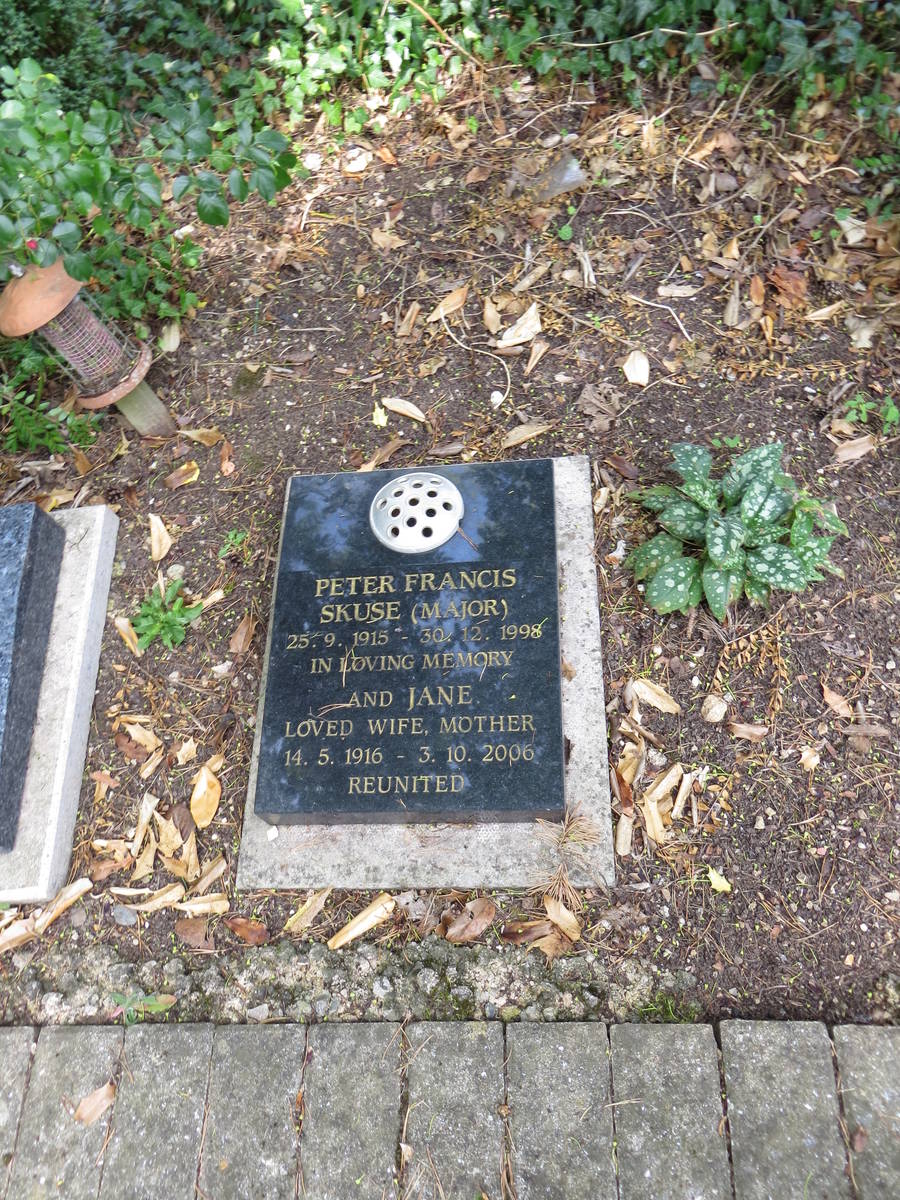 PETER FRANCIS
SKUSE (MAJOR)
25. 9. 1915 - 30. 12. 1998
IN LOVING MEMORY
AND JANE
LOVED WIFE, MOTHER
14. 5. 1916 - 3. 10. 2006
REUNITED